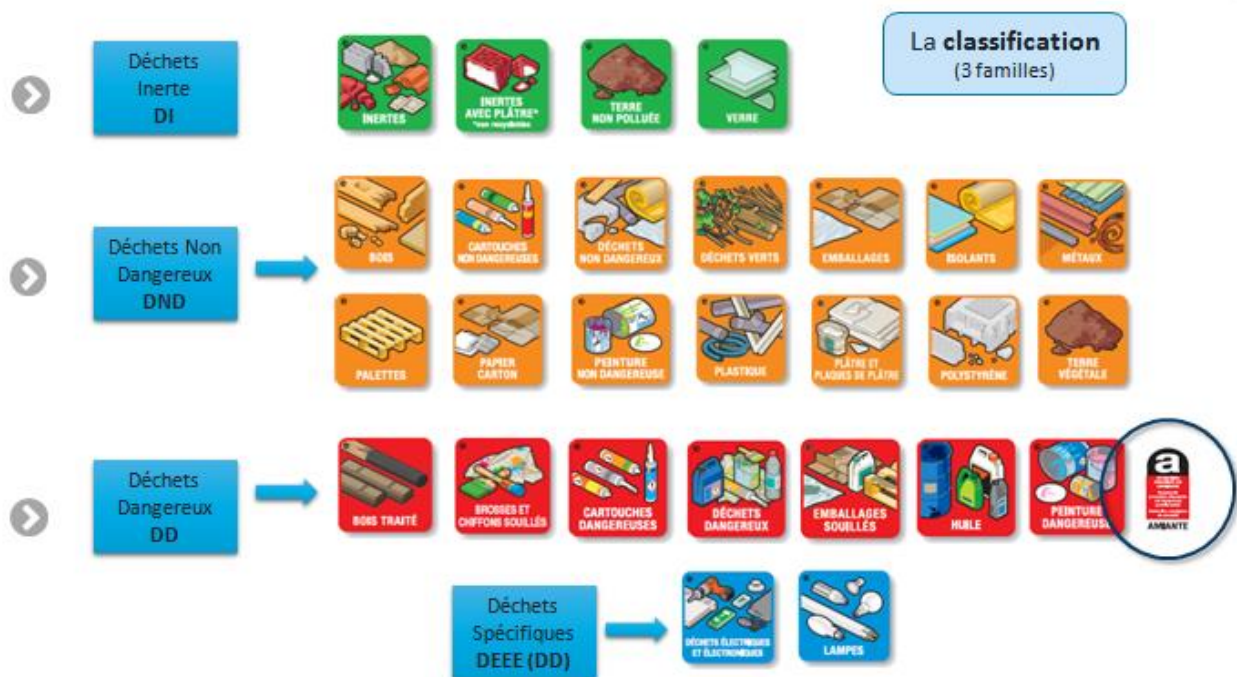 La classification
(3 familles)
Déchets
Inerte
DI
INERTES
INERTES
AVEC PLÂTRE*
*non recyclables
TERRE
NON POLLUÉE
VERRE
Déchets Non
Dangereux
DND
BOIS
CARTOUCHES
NON DANGEREUSES
DÉCHETS
NON DANGEREUX
DÉCHETS VERTS
EMBALLAGES
ISOLANTS
MÉTAUX
PALETTES
PAPIER
CARTON
PEINTURE
NON DANGEREUSE
PLASTIQUE
PLÂTRE ET
PLAQUES DE PLÂTRE
POLYSTYRÈNE
TERRE
VÉGÉTALE
Déchets
Dangereux
DD
BOIS TRAITÉ
BROSSES ET
CHIFFONS SOUILLÉS
CARTOUCHES
DANGEREUSES
DÉCHETS
DANGEREUX
EMBALLAGES
SOUILLÉS
HUILE
PEINTURE
DANGEREUSE
a
AMIANTE
Déchets
Spécifiques
DEEE (DD)
DÉCHETS ÉLECTRIQUES
ET ÉLECTRONIQUES
LAMPES